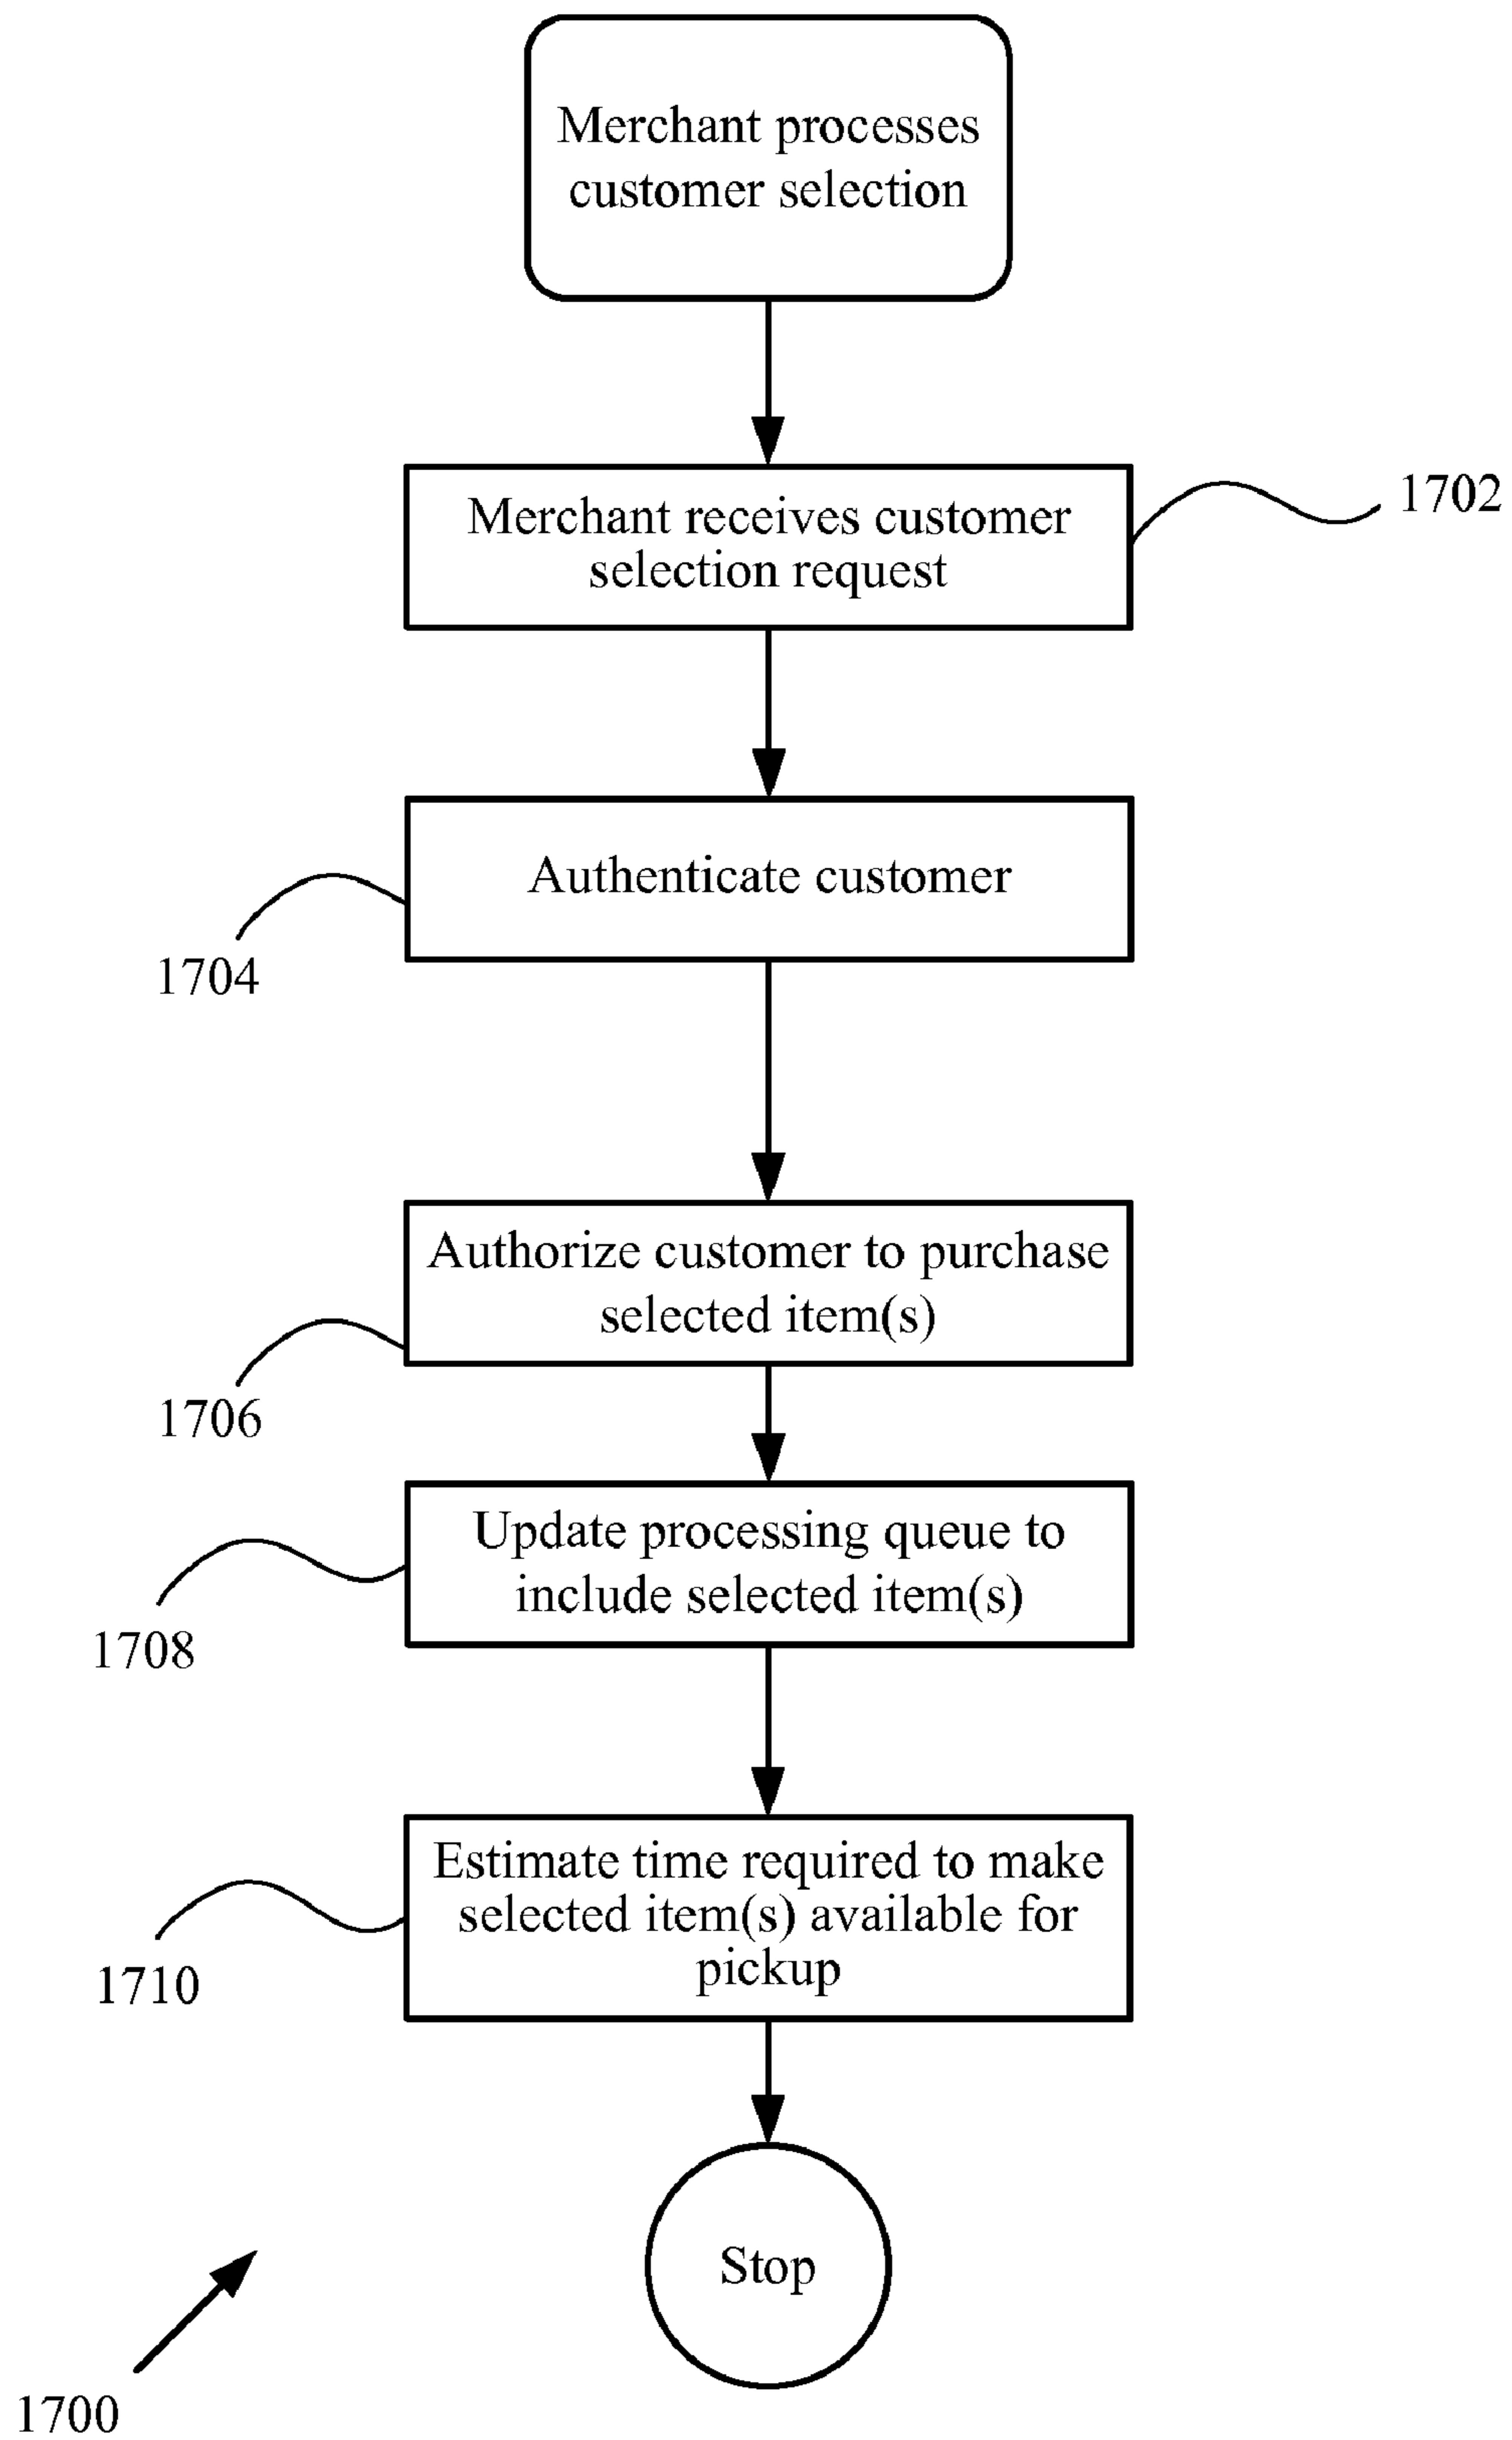 Merchant processes
customer selection
1702
Merchant receives customer
selection request
Authenticate customer
1704
Authorize customer to purchase
selected item(s)
1706
Update processing queue to
include selected item(s)
1708
Estimate time required to make
selected item(s) available for
pickup
1710
Stop
1700